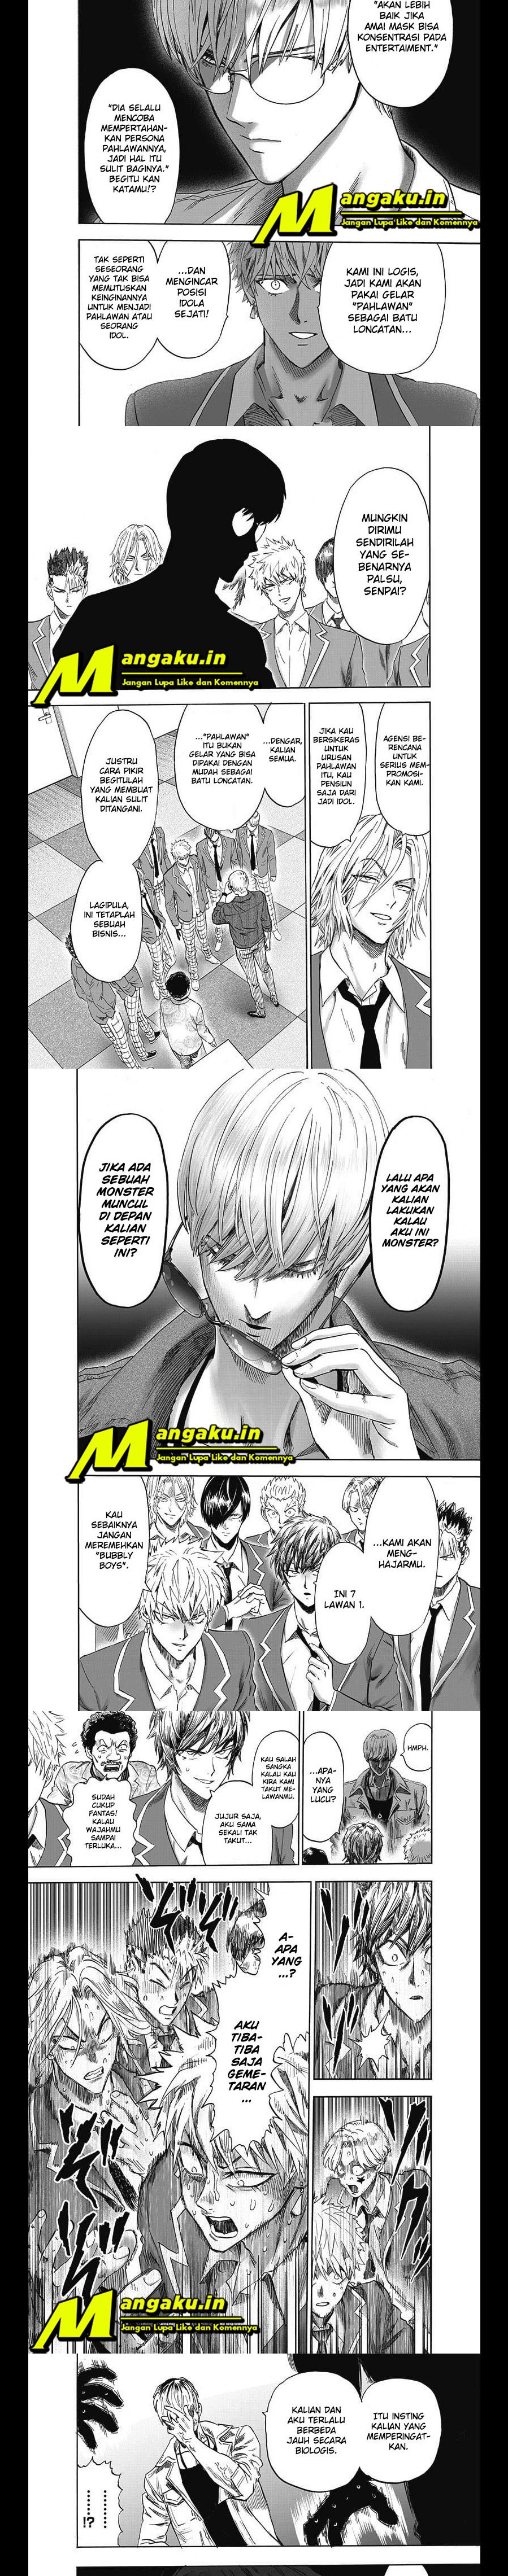 "AKAN LEBIH
BAIK JIKA
AMAI MASK BISA
KONSENTRASI PADA
ENTERTAIMENT."
"DIA SELALU
MENCOBA
MEMPERTAHAN-
KAN PERSONA
PAHLAWANNYA,
JADI HAL ITU
SULIT BAGINYA."
BEGITU KAN
KATAMU!?
Mangaku.in
Jangan Lupa Like dan Komennya
KAMI INI LOGIS,
JADI KAMI AKAN
PAKAI GELAR
"PAHLAWAN"
SEBAGAI BATU
LONCATAN...
...DAN
MENGINCAR
POSISI
IDOLA
SEJATI!
TAK SEPERTI
SESEORANG
YANG TAK BISA
MEMUTUSKAN
KEINGINANNYA
UNTUK MENJADI
PAHLAWAN ATAU
SEORANG
IDOL.
MUNGKIN
DIRIMU
SENDIRILAH
YANG SE-
BENARNYA
PALSU,
SENPAI?
Mangaku.in
Jangan Lupa Like dan Komennya
AGENSI BE-
RENCANA
UNTUK
SERIUS MEM-
PROMOSI-
KAN KAMI.
JIKA KAU
BERSIKERAS
UNTUK
URUSAN
PAHLAWAN
ITU, KAU
PENSIUN
SAJA DARI
JADI IDOL.
...DENGAR,
KALIAN
SEMUA.
..."PAHLAWAN"
ITU BUKAN
GELAR YANG BISA
DIPAKAI DENGAN
MUDAH SEBAGAI
BATU LONCATAN.
JUSTRU
CARA PIKIR
BEGITULAH
YANG MEMBUAT
KALIAN SULIT
DITANGANI.
LAGIPULA,
INI TETAPLAH
SEBUAH
BISNIS...
LALU APA
YANG AKAN
KALIAN
LAKUKAN
KALAU
AKU INI
MONSTER?
JIKA ADA
SEBUAH
MONSTER
MUNCUL
DI DEPAN
KALIAN
SEPERTI
INI?
Mangaku.in
Jangan Lupa Like dan Komennya
...KAMI AKAN
MENG-
HAJARMU.
INI 7
LAWAN 1.
KAU
SEBAIKNYA
JANGAN
MEREMEHKAN
"BUBBLY
BOYS".
HMPH.
...APA-
NYA
YANG
LUCU?
KAU SALAH
SANGKA
KALAU KAU
KIRA KAMI
TAKUT ME-
LAWANMU.
JUJUR SAJA,
AKU SAMA
SEKALI TAK
TAKUT...
SUDAH
CUKUP
FANTAS!
KALAU
WAJAHMU
SAMPAI
TERLUKA...
A-
APA
YANG
...?
AKU
TIBA-
TIBA
SAJA
GEME-
TARAN
...
Mangaku.in
Jangan Lupa Like dan Komennya
ITU INSTING
KALIAN YANG
MEMPERINGAT-
KAN.
KALIAN DAN
AKU TERLALU
BERBEDA
JAUH SECARA
BIOLOGIS.
!?